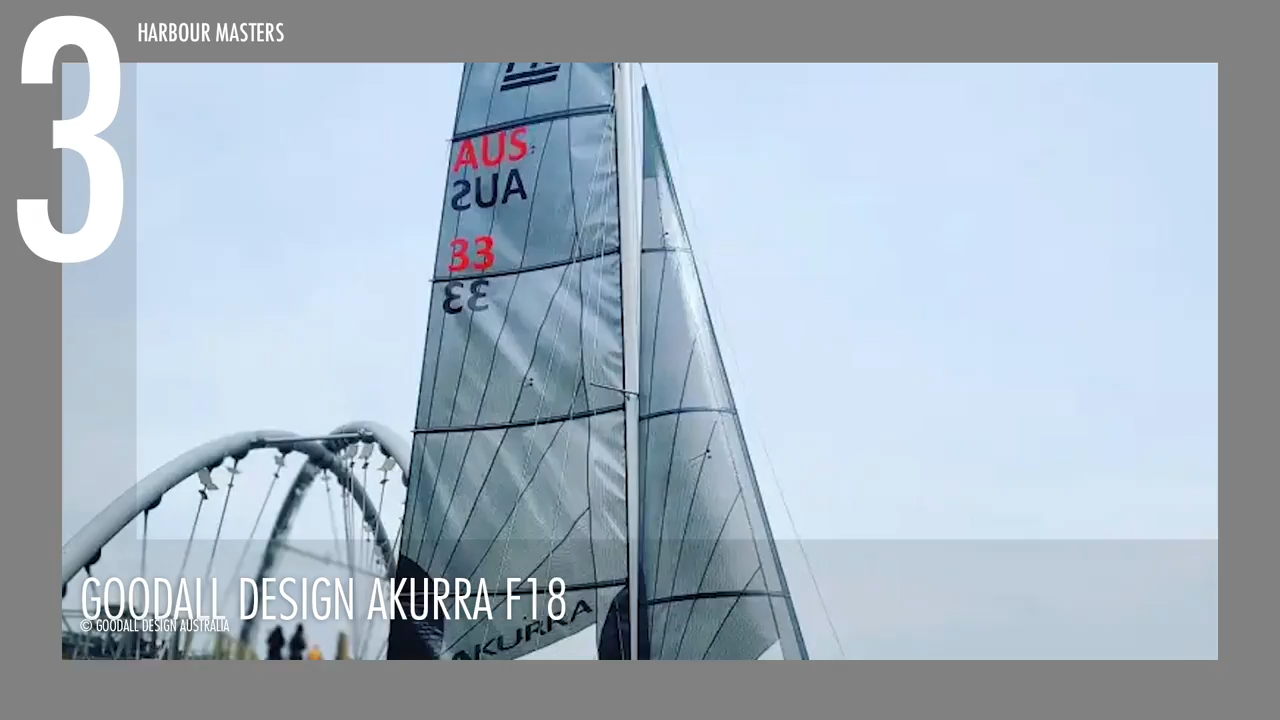 3
HARBOUR MASTERS
AUS
AUS
33
33
GOODALL DESIGN AKURRA F18
© GOODALL DESIGN AUSTRALIA
AKURRA